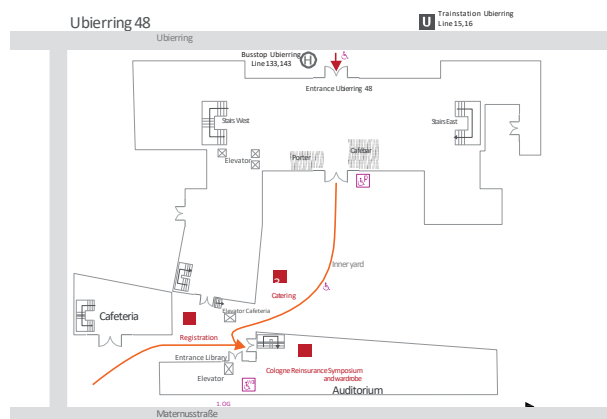 Ubierring 48
U
Trainstation Ubierring
Line 15,16
Ubierring
Busstop Ubierring
Line 133,143
H
Entrance Ubierring 48
Stairs West
Stairs East
Elevator
Porter
Cafébar
Inner yard
Catering
Elevator Cafeteria
Cafeteria
Registration
Entrance Library
Elevator
Cologne Reinsurance Symposium
and wardrobe
Auditorium
1. OG
Maternusstraße